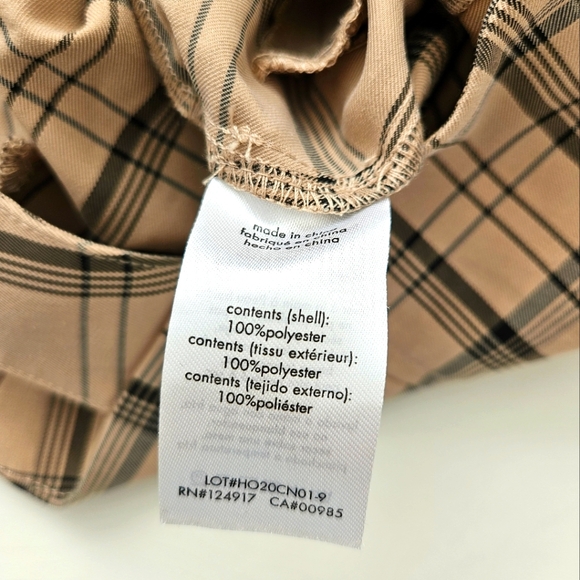 made in china
fabriqué en china
hecho en china
contents (shell):
100%polyester
contents (tissu extérieur):
100%polyester
contents (tejido externo):
100%poliéster
LOT#HO20CN01-9
RN#124917 CA#00985